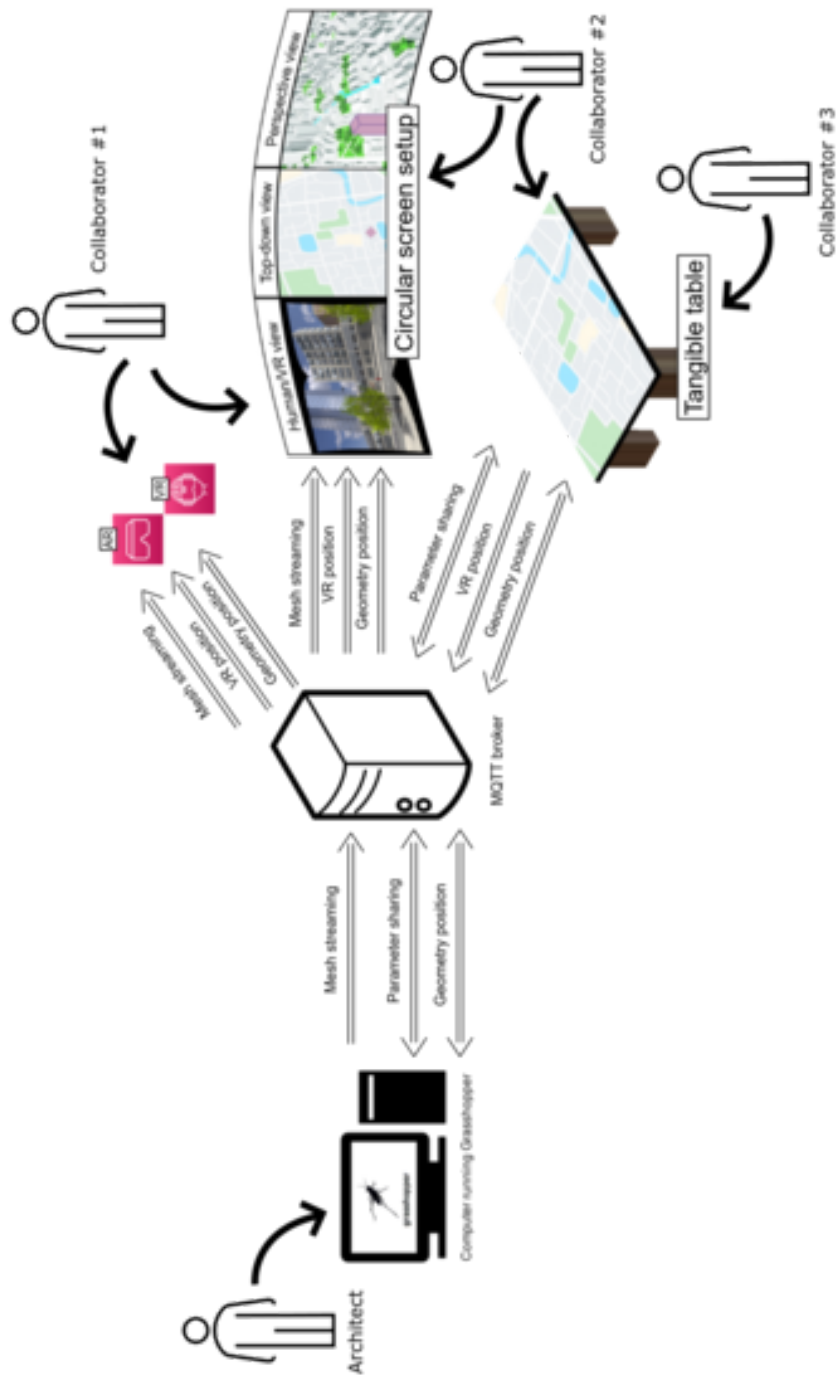 Architect
grasshopper
Computer running Grasshopper
Mesh streaming
Parameter sharing
Geometry position
MQTT broker
Mesh streaming
VR position
Geometry position
AR
VR
Collaborator #1
Mesh streaming
VR position
Geometry position
Human/VR view
Top-down view
Perspective view
Circular screen setup
Collaborator #2
Parameter sharing
VR position
Geometry position
Tangible table
Collaborator #3